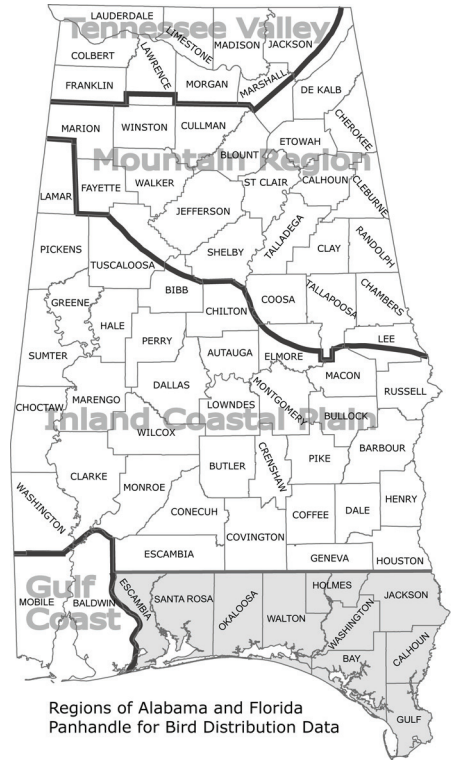 LAUDERDALE
Tennessee Valley
LIMESTONE
MADISON
JACKSON
COLBERT
LAWRENCE
FRANKLIN
MORGAN
MARSHALL
DE KALB
MARION
WINSTON
CULLMAN
ETOWAH
CHEROKEE
BLOUNT
Mountain Region
LAMAR
FAYETTE
WALKER
ST CLAIR
CALHOUN
CLEBURNE
JEFFERSON
PICKENS
TUSCALOOSA
SHELBY
TALLADEGA
CLAY
RANDOLPH
BIBB
GREENE
HALE
CHILTON
COOSA
TALLAPOOSA
CHAMBERS
PERRY
AUTAUGA
ELMORE
LEE
SUMTER
DALLAS
MACON
RUSSELL
CHOCTAW
MARENGO
LOWNDES
MONTGOMERY
BULLOCK
Inland Coastal Plain
WILCOX
BARBOUR
CLARKE
BUTLER
CRENSHAW
PIKE
MONROE
WASHINGTON
CONECUH
COFFEE
DALE
HENRY
COVINGTON
ESCAMBIA
GENEVA
HOUSTON
MOBILE
BALDWIN
Gulf
Coast
ESCAMBIA
SANTA ROSA
OKALOOSA
WALTON
HOLMES
WASHINGTON
JACKSON
BAY
CALHOUN
GULF
Regions of Alabama and Florida
Panhandle for Bird Distribution Data